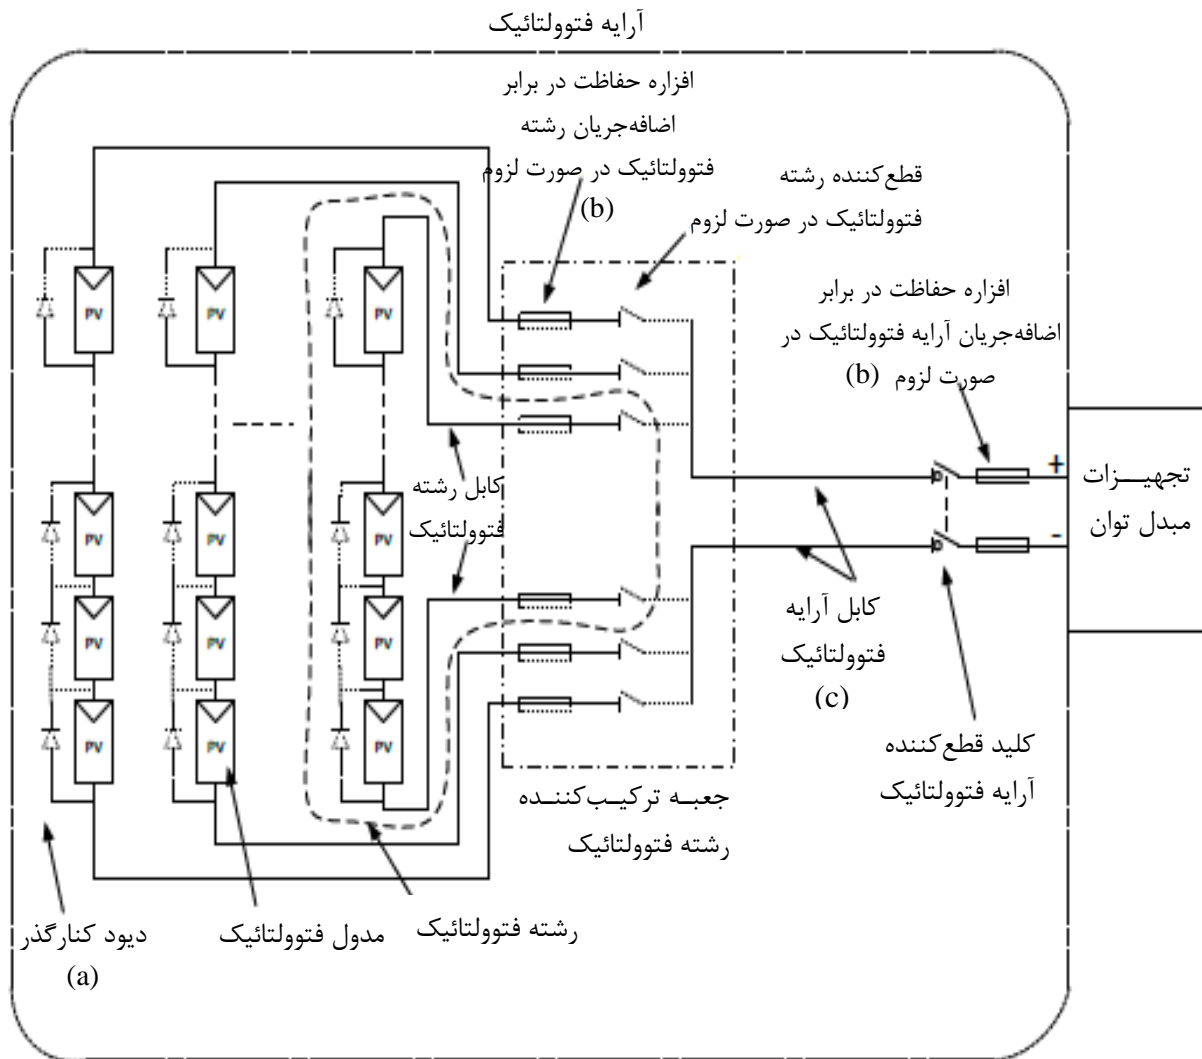 آرایه فتوولتائیک
افزاره حفاظت در برابر
اضافه‌جریان رشته
فتوولتائیک در صورت لزوم
(b)
قطع‌کننده رشته
فتوولتائیک در صورت لزوم
افزاره حفاظت در برابر
اضافه‌جریان آرایه فتوولتائیک در
صورت لزوم (b)
PV
PV
PV
+
-
تجهیـــزات
مبدل توان
کابل رشته
فتوولتائیک
PV
PV
PV
PV
PV
PV
PV
PV
PV
کابل آرایه
فتوولتائیک
(c)
کلید قطع‌کننده
آرایه فتوولتائیک
جعبـه ترکیـب‌کننـده
رشته فتوولتائیک
رشته فتوولتائیک
مدول فتوولتائیک
دیود کنارگذر
(a)